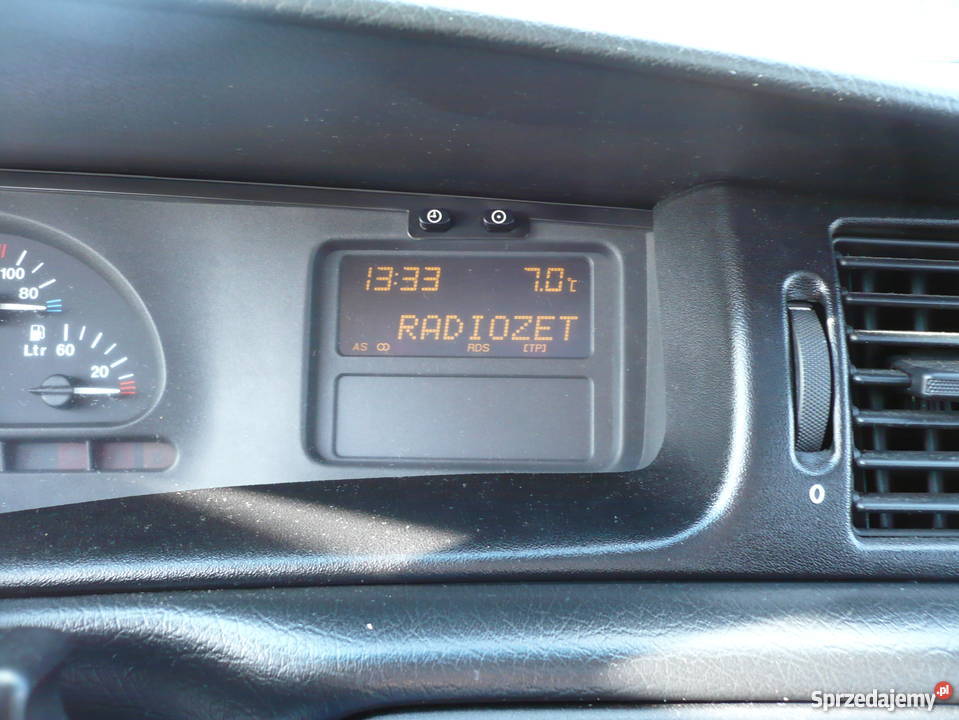 13:33 7.0°C
RADIOZET
AS RDS [TP]
100
80
Ltr 60
20
0
Sprzedajemy.pl